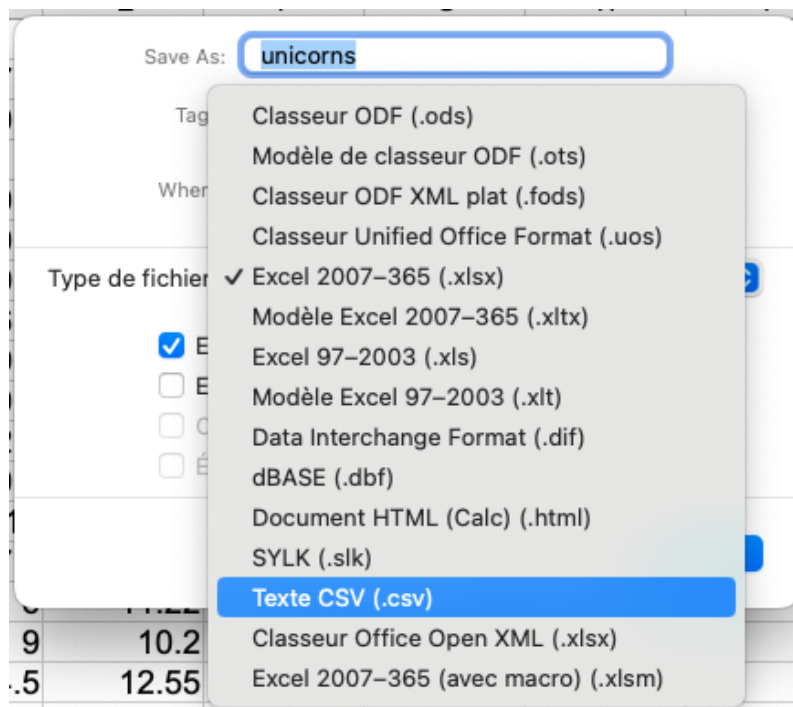 Save As: unicorns
Tag
Classeur ODF (.ods)
Modèle de classeur ODF (.ots)
Wher
Classeur ODF XML plat (.fods)
Classeur Unified Office Format (.uos)
Type de fichier
✓ Excel 2007–365 (.xlsx)
Modèle Excel 2007–365 (.xltx)
E
Excel 97–2003 (.xls)
E
Modèle Excel 97–2003 (.xlt)
Data Interchange Format (.dif)
É
dBASE (.dbf)
Document HTML (Calc) (.html)
SYLK (.slk)
Texte CSV (.csv)
9 10.2
Classeur Office Open XML (.xlsx)
.5 12.55
Excel 2007–365 (avec macro) (.xlsm)